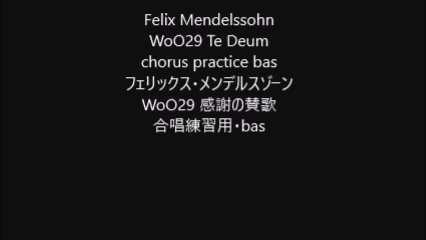 Felix Mendelssohn
WoO29 Te Deum
chorus practice bas
フェリックス・メンデルスゾーン
WoO29 感謝の賛歌
合唱練習用・bas